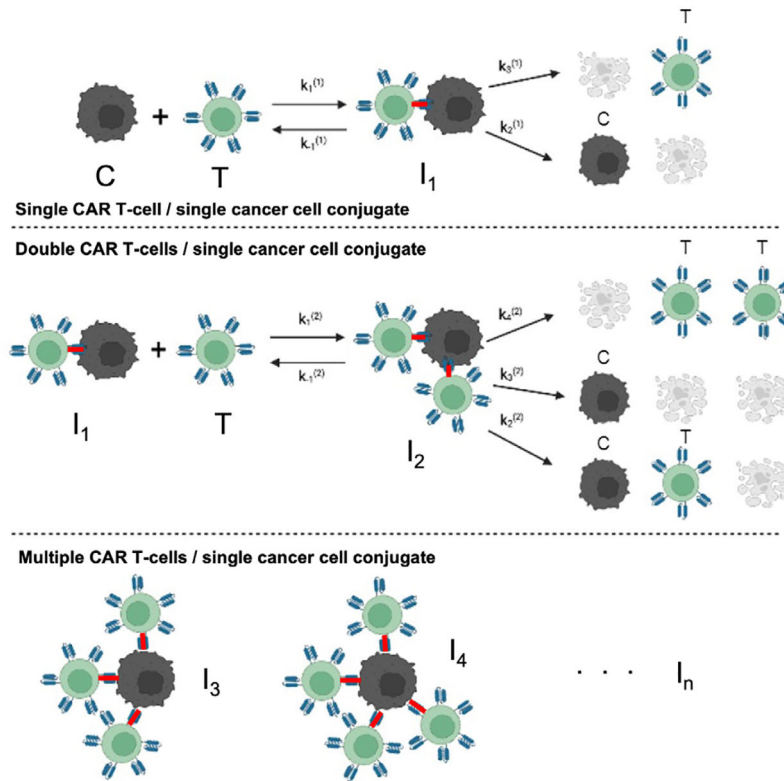 T
k₁⁽¹⁾
k₋₁⁽¹⁾
k₃⁽¹⁾
k₂⁽¹⁾
C
C + T
I₁
Single CAR T-cell / single cancer cell conjugate
Double CAR T-cells / single cancer cell conjugate
T T
k₁⁽²⁾
k₋₁⁽²⁾
k₄⁽²⁾
k₃⁽²⁾
k₂⁽²⁾
C
C T
+
I₁ T I₂
Multiple CAR T-cells / single cancer cell conjugate
I₃
I₄
. . . Iₙ